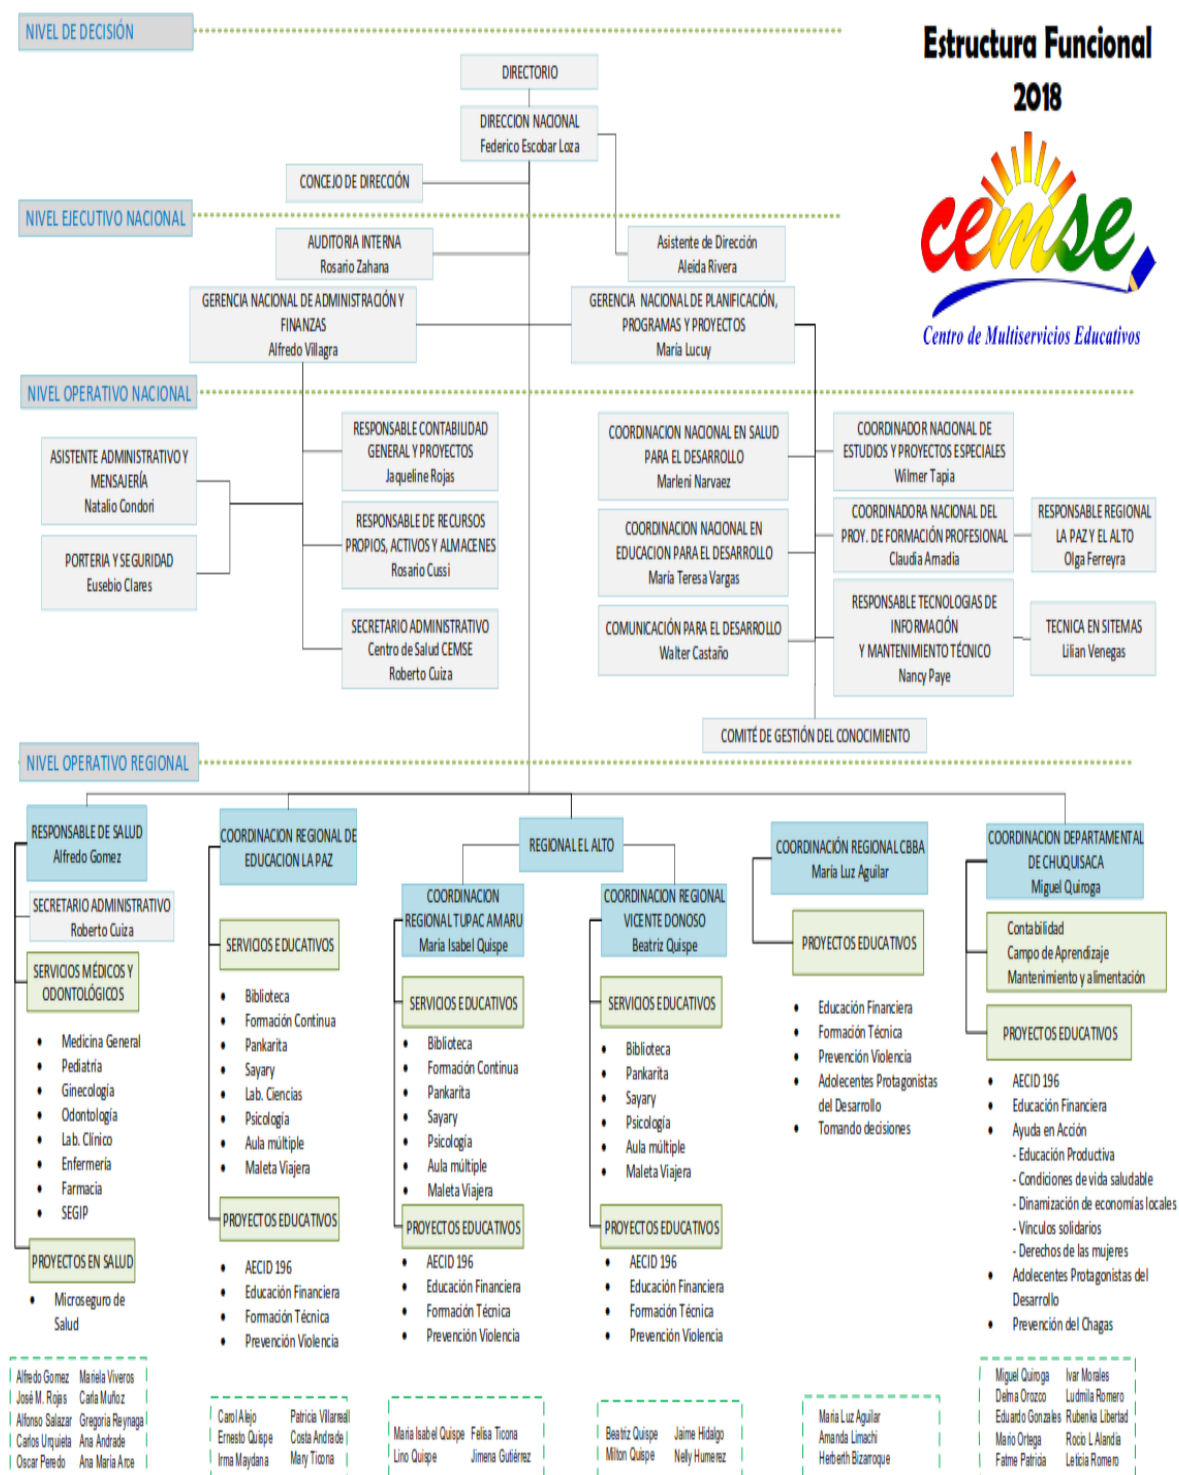 NIVEL DE DECISIÓN
Estructura Funcional
2018
DIRECTORIO
DIRECCION NACIONAL
Federico Escobar Loza
CONCEJO DE DIRECCIÓN
cemse
Centro de Multiservicios Educativos
NIVEL EJECUTIVO NACIONAL
AUDITORIA INTERNA
Rosario Zahana
Asistente de Dirección
Aleida Rivera
GERENCIA NACIONAL DE ADMINISTRACIÓN Y
FINANZAS
Alfredo Villagra
GERENCIA NACIONAL DE PLANIFICACIÓN,
PROGRAMAS Y PROYECTOS
María Lucuy
NIVEL OPERATIVO NACIONAL
ASISTENTE ADMINISTRATIVO Y
MENSAJERÍA
Natalio Condori
PORTERIA Y SEGURIDAD
Eusebio Clares
RESPONSABLE CONTABILIDAD
GENERAL Y PROYECTOS
Jaqueline Rojas
RESPONSABLE DE RECURSOS
PROPIOS, ACTIVOS Y ALMACENES
Rosario Cussi
SECRETARIO ADMINISTRATIVO
Centro de Salud CEMSE
Roberto Cuiza
COORDINACION NACIONAL EN SALUD
PARA EL DESARROLLO
Marleni Narvaez
COORDINACION NACIONAL EN
EDUCACION PARA EL DESARROLLO
María Teresa Vargas
COMUNICACIÓN PARA EL DESARROLLO
Walter Castaño
COORDINADOR NACIONAL DE
ESTUDIOS Y PROYECTOS ESPECIALES
Wilmer Tapia
COORDINADORA NACIONAL DEL
PROY. DE FORMACIÓN PROFESIONAL
Claudia Amadia
RESPONSABLE REGIONAL
LA PAZ Y EL ALTO
Olga Ferreyra
RESPONSABLE TECNOLOGIAS DE
INFORMACIÓN
Y MANTENIMIENTO TÉCNICO
Nancy Paye
TECNICA EN SITEMAS
Lilian Venegas
COMITÉ DE GESTIÓN DEL CONOCIMIENTO
NIVEL OPERATIVO REGIONAL
RESPONSABLE DE SALUD
Alfredo Gomez
SECRETARIO ADMINISTRATIVO
Roberto Cuiza
SERVICIOS MÉDICOS Y
ODONTOLÓGICOS
• Medicina General
• Pediatría
• Ginecología
• Odontología
• Lab. Clínico
• Enfermería
• Farmacia
• SEGIP
PROYECTOS EN SALUD
• Microseguro de
Salud
Alfredo Gomez Mariela Viveros
José M. Rojas Carla Muñoz
Alfonso Salazar Gregoria Reynaga
Carlos Urquieta Ana Andrade
Oscar Peredo Ana Maria Arce
COORDINACION REGIONAL DE
EDUCACION LA PAZ
SERVICIOS EDUCATIVOS
• Biblioteca
• Formación Continua
• Pankarita
• Sayary
• Lab. Ciencias
• Psicología
• Aula múltiple
• Maleta Viajera
PROYECTOS EDUCATIVOS
• AECID 196
• Educación Financiera
• Formación Técnica
• Prevención Violencia
Carol Alejo Patricia Villarreal
Ernesto Quispe Costa Andrade
Irma Maydana Mary Ticona
REGIONAL EL ALTO
COORDINACION
REGIONAL TUPAC AMARU
Maria Isabel Quispe
SERVICIOS EDUCATIVOS
• Biblioteca
• Formación Continua
• Pankarita
• Sayary
• Psicología
• Aula múltiple
• Maleta Viajera
PROYECTOS EDUCATIVOS
• AECID 196
• Educación Financiera
• Formación Técnica
• Prevención Violencia
Maria Isabel Quispe Felisa Ticona
Lino Quispe Jimena Gutiérrez
COORDINACION REGIONAL
VICENTE DONOSO
Beatriz Quispe
SERVICIOS EDUCATIVOS
• Biblioteca
• Pankarita
• Sayary
• Psicología
• Aula múltiple
• Maleta Viajera
PROYECTOS EDUCATIVOS
• AECID 196
• Educación Financiera
• Formación Técnica
• Prevención Violencia
Beatriz Quispe Jaime Hidalgo
Milton Quispe Nelly Humerez
COORDINACIÓN REGIONAL CBBA
María Luz Aguilar
PROYECTOS EDUCATIVOS
• Educación Financiera
• Formación Técnica
• Prevención Violencia
• Adolecentes Protagonistas
del Desarrollo
• Tomando decisiones
Maria Luz Aguilar
Amanda Limachi
Herberth Bizarroque
COORDINACION DEPARTAMENTAL
DE CHUQUISACA
Miguel Quiroga
Contabilidad
Campo de Aprendizaje
Mantenimiento y alimentación
PROYECTOS EDUCATIVOS
• AECID 196
• Educación Financiera
• Ayuda en Acción
- Educación Productiva
- Condiciones de vida saludable
- Dinamización de economías locales
- Vínculos solidarios
- Derechos de las mujeres
• Adolecentes Protagonistas del
Desarrollo
• Prevención del Chagas
Miguel Quiroga Ivar Morales
Delma Orozco Ludmila Romero
Eduardo Gonzales Rubenia Libertad
Mario Ortega Rocio L Alandia
Fatme Patricia Leticia Romero